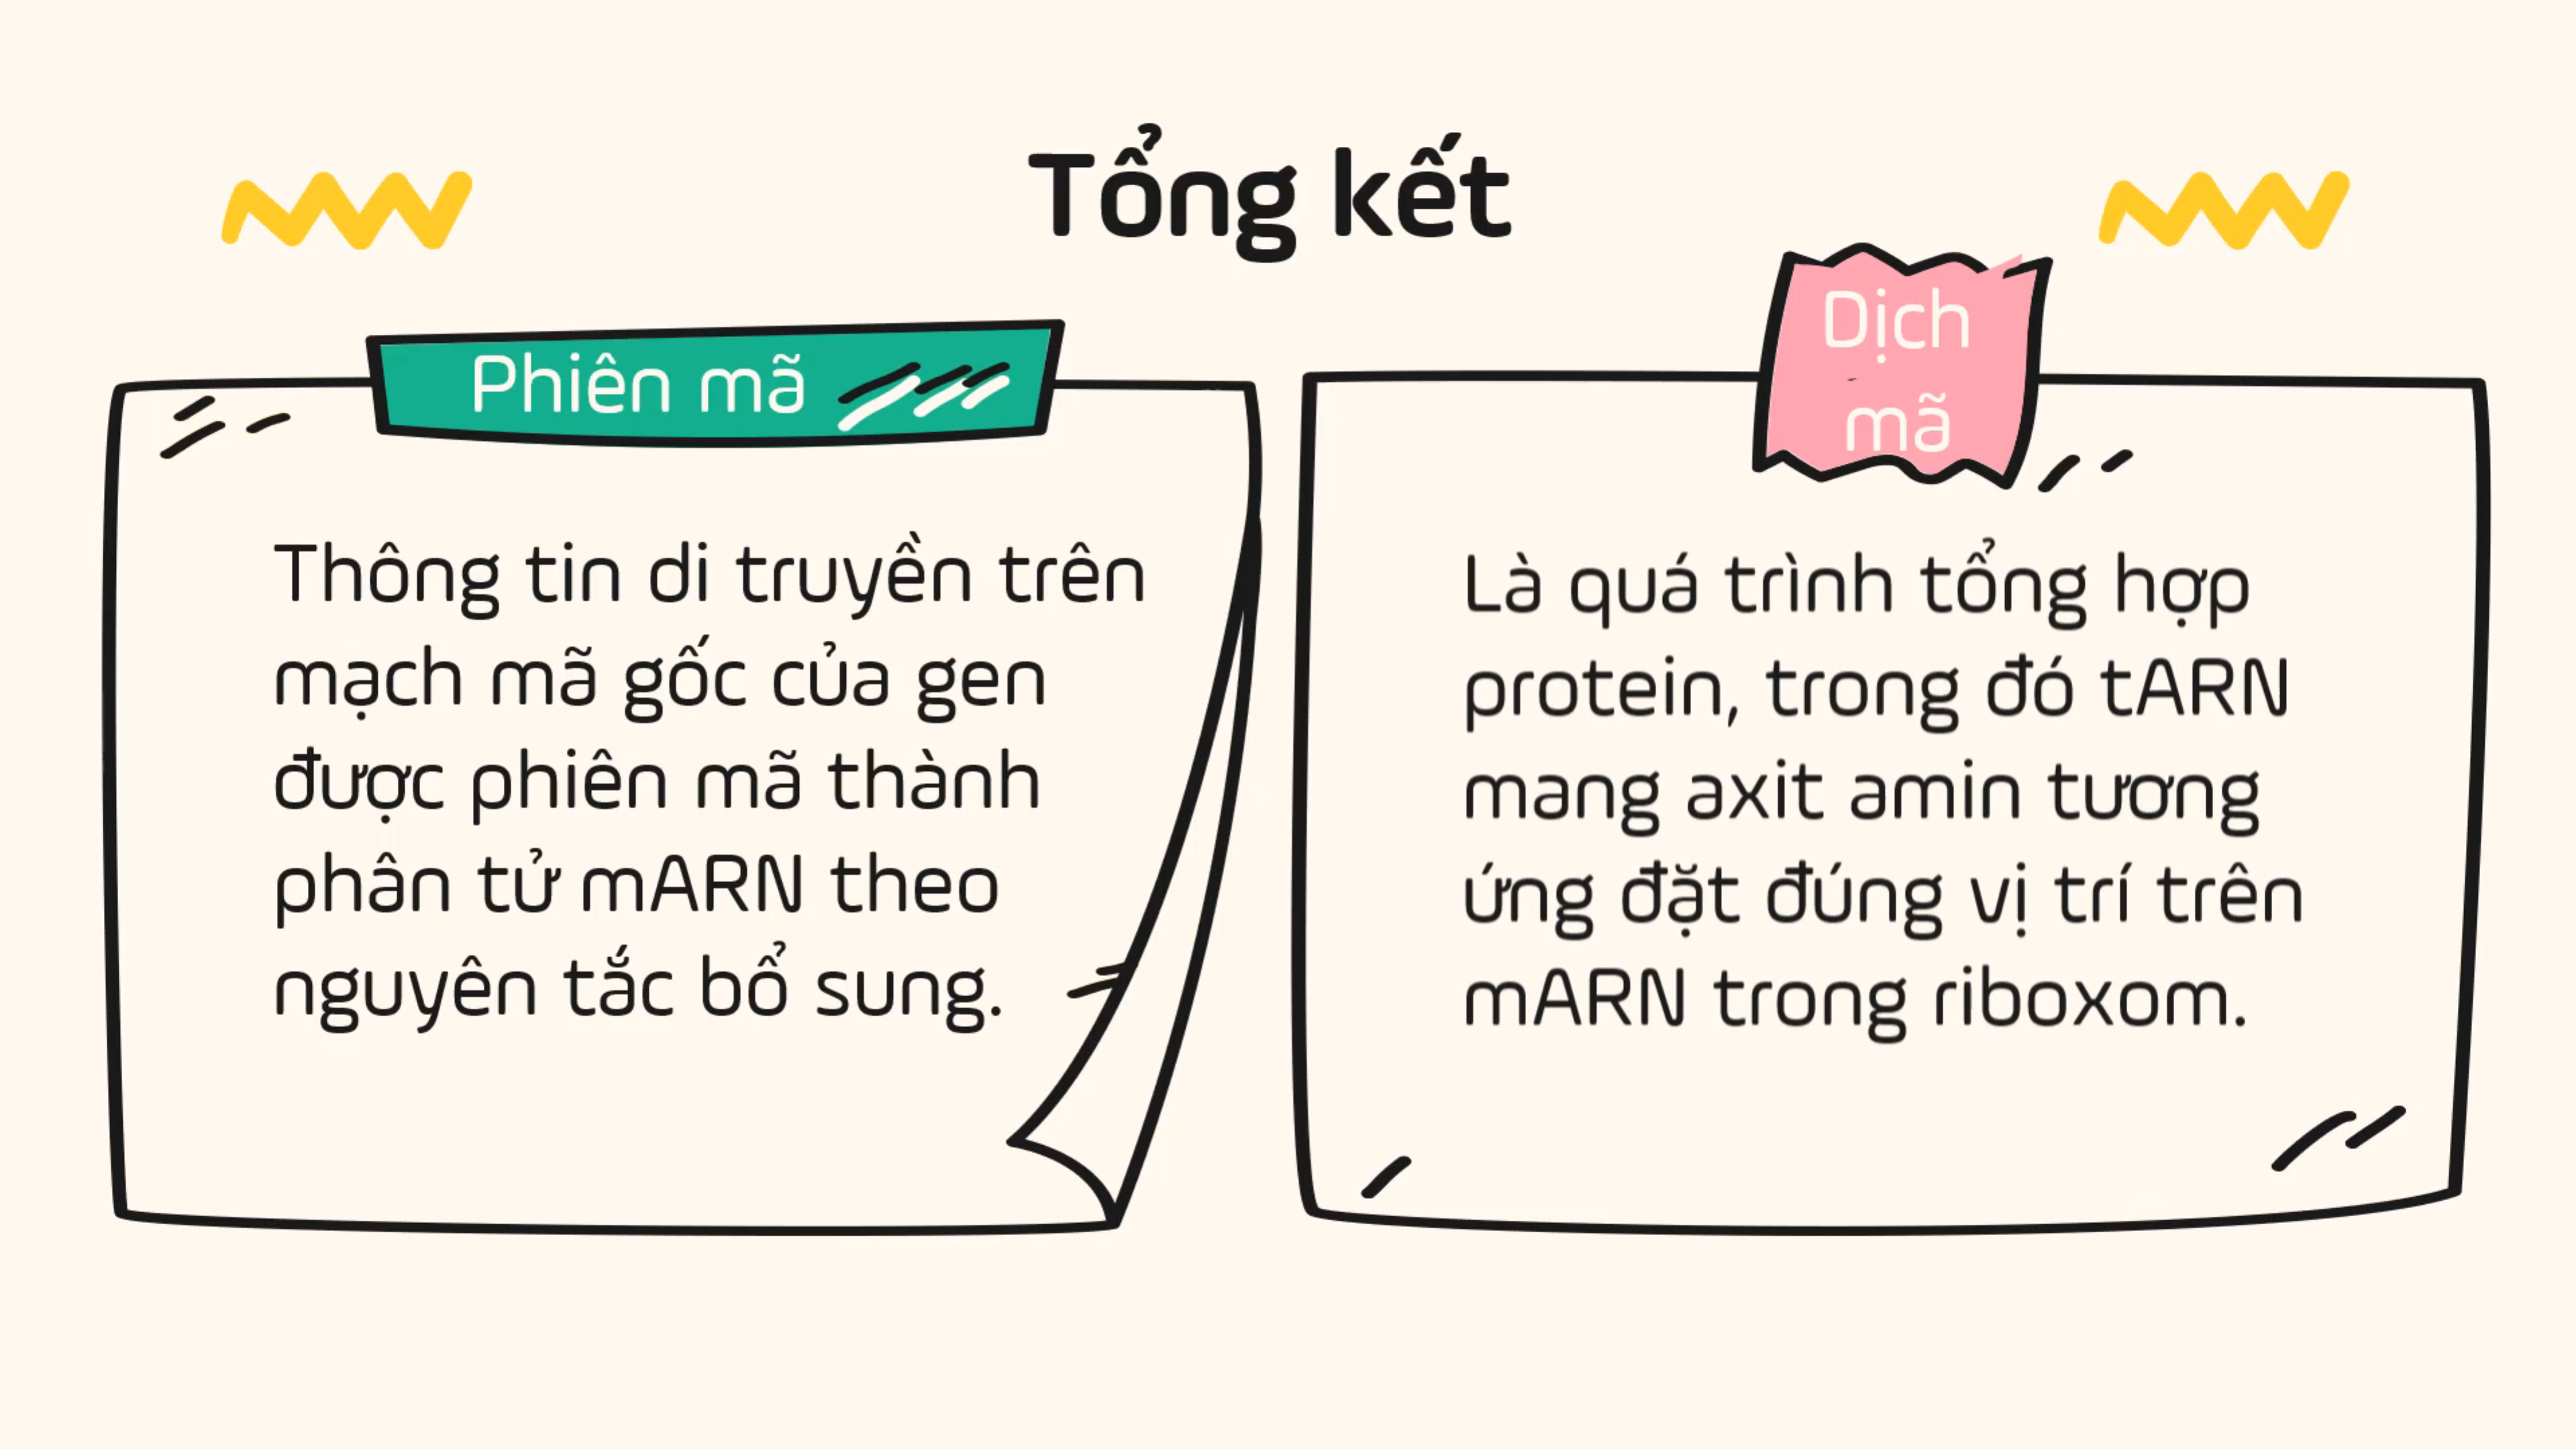 Tổng kết
Phiên mã
Thông tin di truyền trên
mạch mã gốc của gen
được phiên mã thành
phân tử mARN theo
nguyên tắc bổ sung.
Dịch
mã
Là quá trình tổng hợp
protein, trong đó tARN
mang axit amin tương
ứng đặt đúng vị trí trên
mARN trong riboxom.